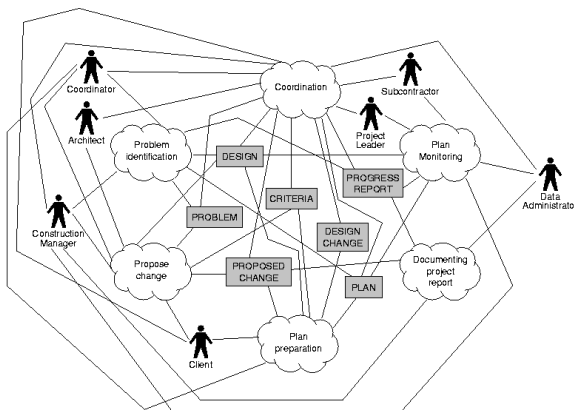 Coordinator
Coordination
Subcontractor
Architect
Project
Leader
Problem
identification
DESIGN
Plan
Monitoring
PROGRESS
REPORT
Data
Administrato
CRITERIA
PROBLEM
Construction
Manager
DESIGN
CHANGE
Propose
change
PROPOSED
CHANGE
Documenting
project
report
PLAN
Plan
preparation
Client